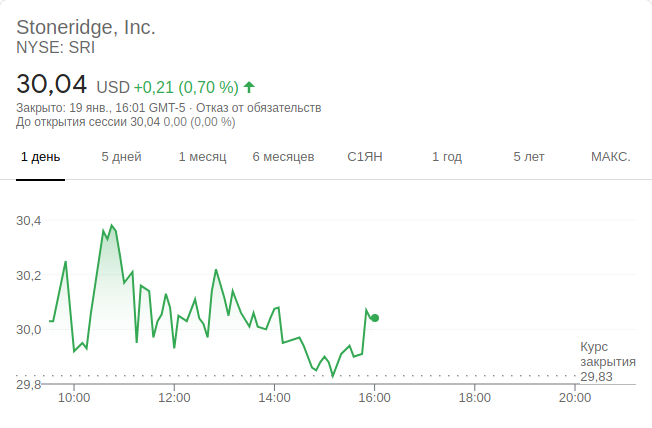 Stoneridge, Inc.
NYSE: SRI
30,04 USD +0,21 (0,70 %)
Закрыто: 19 янв., 16:01 GMT-5 · Отказ от обязательств
До открытия сессии 30,04 0,00 (0,00 %)
1 день 5 дней 1 месяц 6 месяцев С1ЯН 1 год 5 лет МАКС.
30,4
30,2
30,0
29,8
Курс
закрытия
29,83
10:00 12:00 14:00 16:00 18:00 20:00